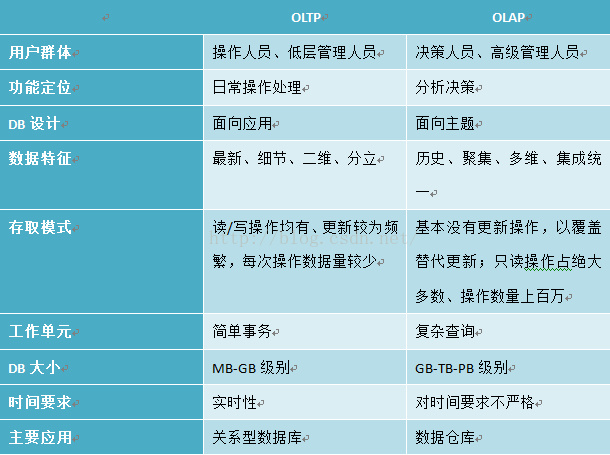 OLTP OLAP
用户群体 操作人员、低层管理人员 决策人员、高级管理人员
功能定位 日常操作处理 分析决策
DB 设计 面向应用 面向主题
数据特征 最新、细节、二维、分立 历史、聚集、多维、集成统
一
存取模式 读/写操作均有、更新较为频 基本没有更新操作，以覆盖
繁，每次操作数据量较少 替代更新；只读操作占绝大
多数、操作数量上百万
http://blog.csdn.net/
工作单元 简单事务 复杂查询
DB 大小 MB-GB 级别 GB-TB-PB 级别
时间要求 实时性 对时间要求不严格
主要应用 关系型数据库 数据仓库